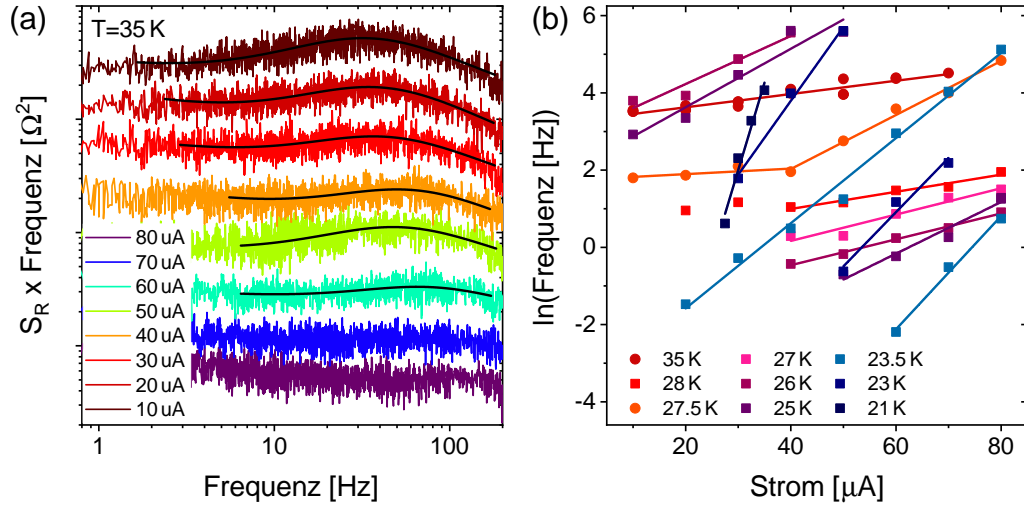 (a)
T=35 K
S_R x Frequenz [Ω²]
80 uA
70 uA
60 uA
50 uA
40 uA
30 uA
20 uA
10 uA
1 10 100
Frequenz [Hz]
(b)
ln(Frequenz [Hz])
6
4
2
0
-2
-4
35 K 27 K 23.5 K
28 K 26 K 23 K
27.5 K 25 K 21 K
20 40 60 80
Strom [μA]